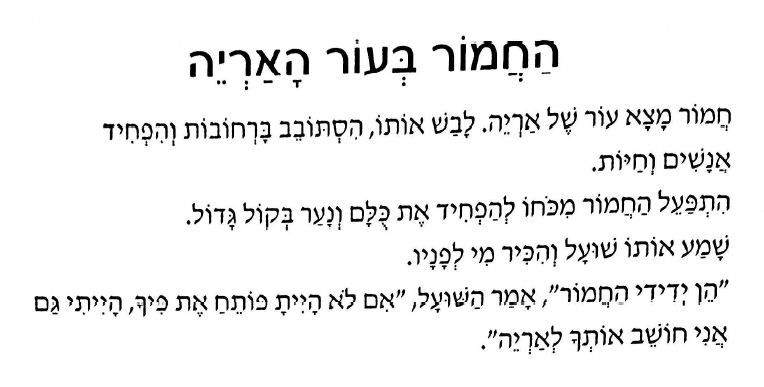 הַחֲמוֹר בְּעוֹר הָאַרְיֵה
חֲמוֹר מָצָא עוֹר שֶׁל אַרְיֵה. לָבַשׁ אוֹתוֹ, הִסְתּוֹבֵב בָּרְחוֹבוֹת וְהִפְחִיד
אֲנָשִׁים וְחַיּוֹת.
הִתְפַּעֵל הַחֲמוֹר מִכֹּחוֹ לְהַפְחִיד אֶת כֻּלָּם וְנָעַר בְּקוֹל גָּדוֹל.
שָׁמַע אוֹתוֹ שׁוּעָל וְהִכִּיר מִי לְפָנָיו.
"הֵן יְדִידִי הַחֲמוֹר", אָמַר הַשּׁוּעָל, "אִם לֹא הָיִיתָ פּוֹתֵחַ אֶת פִּיךָ, הָיִיתִי גַּם
אֲנִי חוֹשֵׁב אוֹתְךָ לְאַרְיֵה".